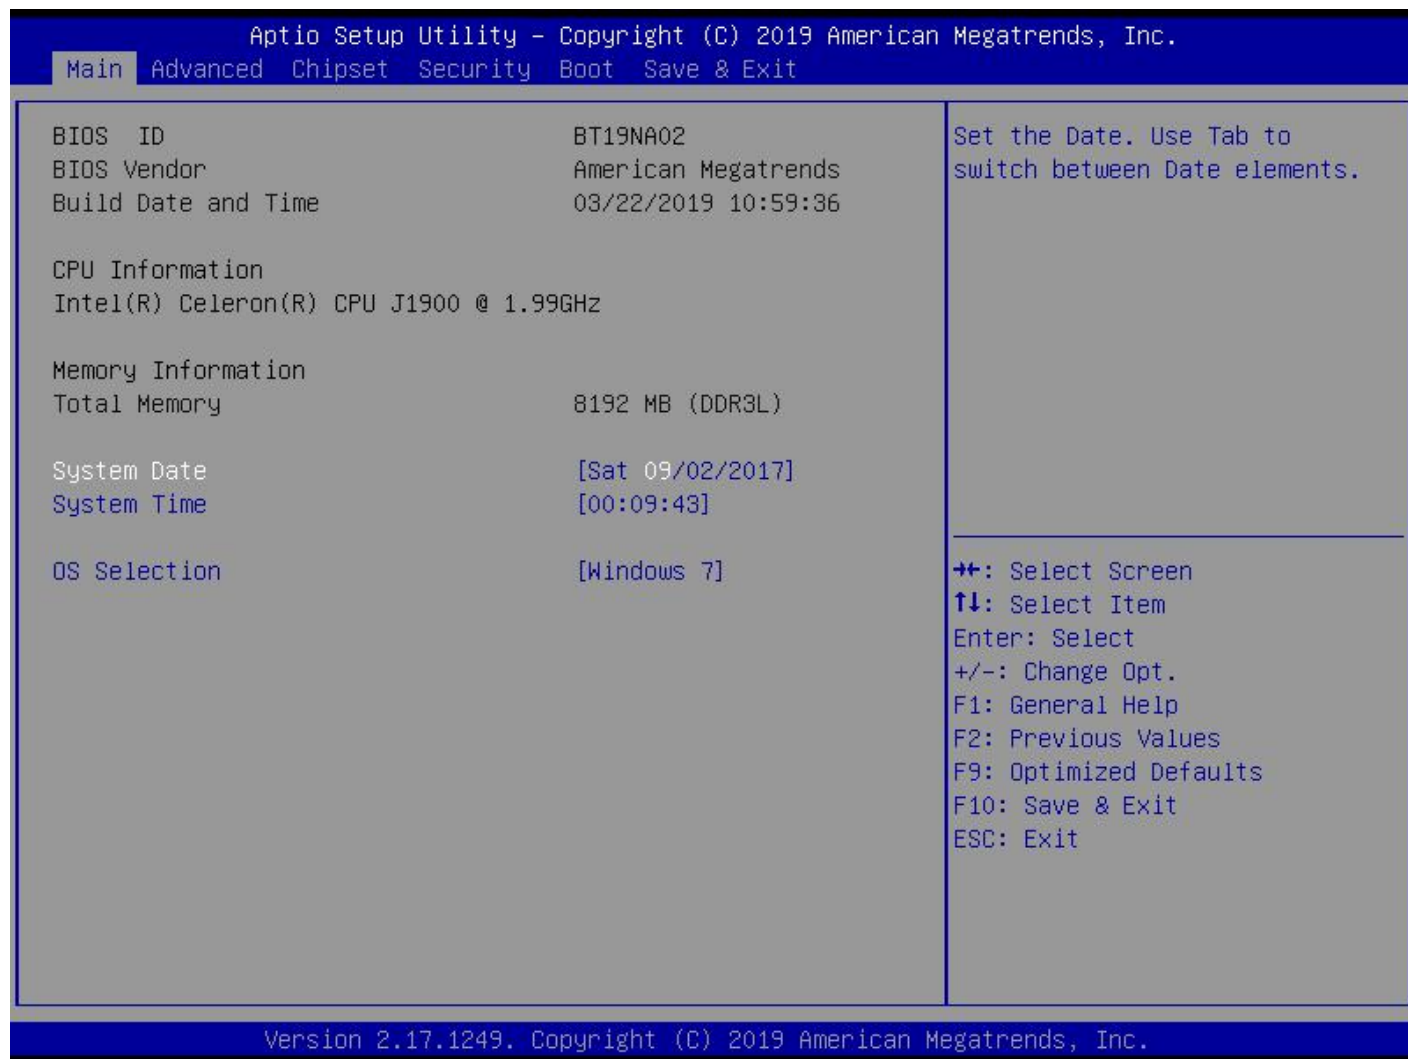 Aptio Setup Utility – Copyright (C) 2019 American Megatrends, Inc.
Main Advanced Chipset Security Boot Save & Exit
BIOS ID BT19NA02
BIOS Vendor American Megatrends
Build Date and Time 03/22/2019 10:59:36
CPU Information
Intel(R) Celeron(R) CPU J1900 @ 1.99GHz
Memory Information
Total Memory 8192 MB (DDR3L)
System Date [Sat 09/02/2017]
System Time [00:09:43]
OS Selection [Windows 7]
Set the Date. Use Tab to
switch between Date elements.
→←: Select Screen
↑↓: Select Item
Enter: Select
+/-: Change Opt.
F1: General Help
F2: Previous Values
F9: Optimized Defaults
F10: Save & Exit
ESC: Exit
Version 2.17.1249. Copyright (C) 2019 American Megatrends, Inc.